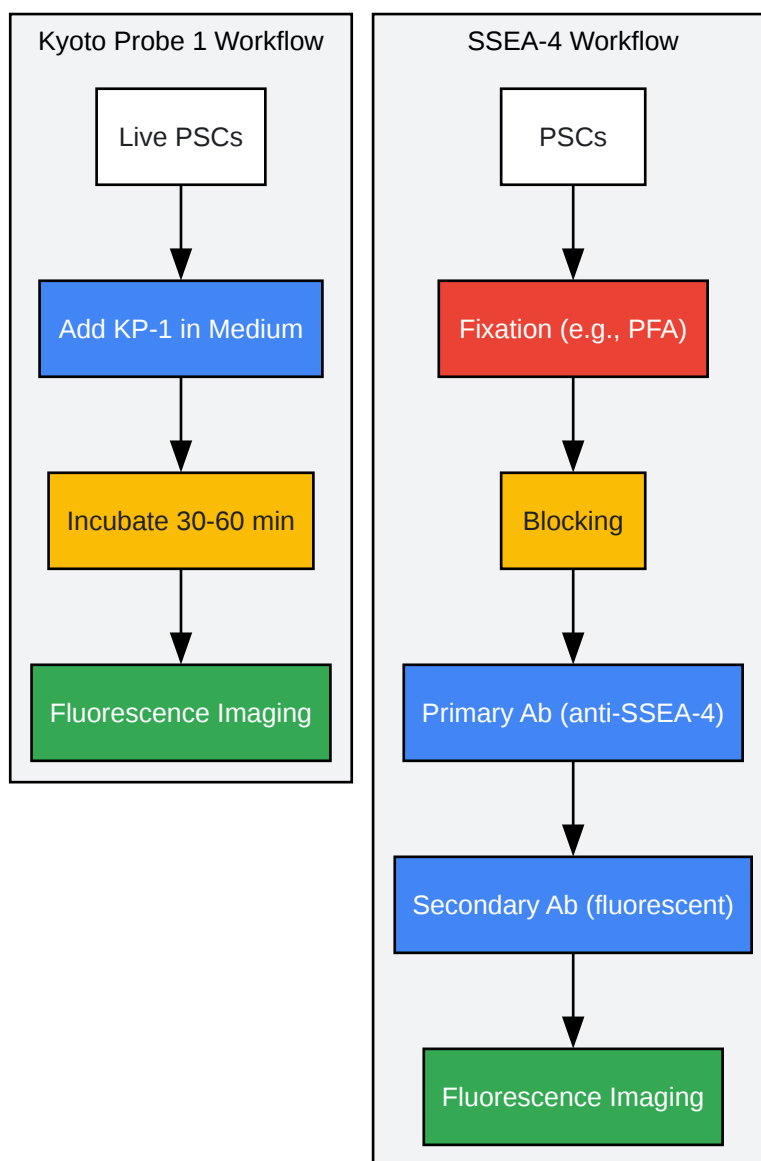 Kyoto Probe 1 Workflow
Live PSCs
Add KP-1 in Medium
Incubate 30-60 min
Fluorescence Imaging
SSEA-4 Workflow
PSCs
Fixation (e.g., PFA)
Blocking
Primary Ab (anti-SSEA-4)
Secondary Ab (fluorescent)
Fluorescence Imaging